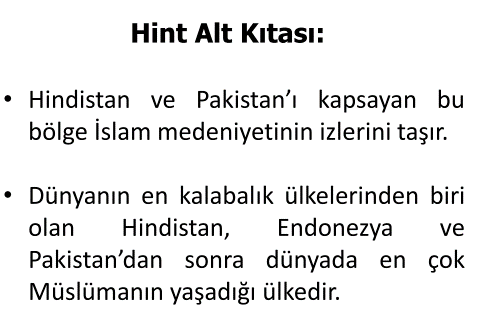 Hint Alt Kıtası:
• Hindistan ve Pakistan’ı kapsayan bu
bölge İslam medeniyetinin izlerini taşır.
• Dünyanın en kalabalık ülkelerinden biri
olan Hindistan, Endonezya ve
Pakistan’dan sonra dünyada en çok
Müslümanın yaşadığı ülkedir.